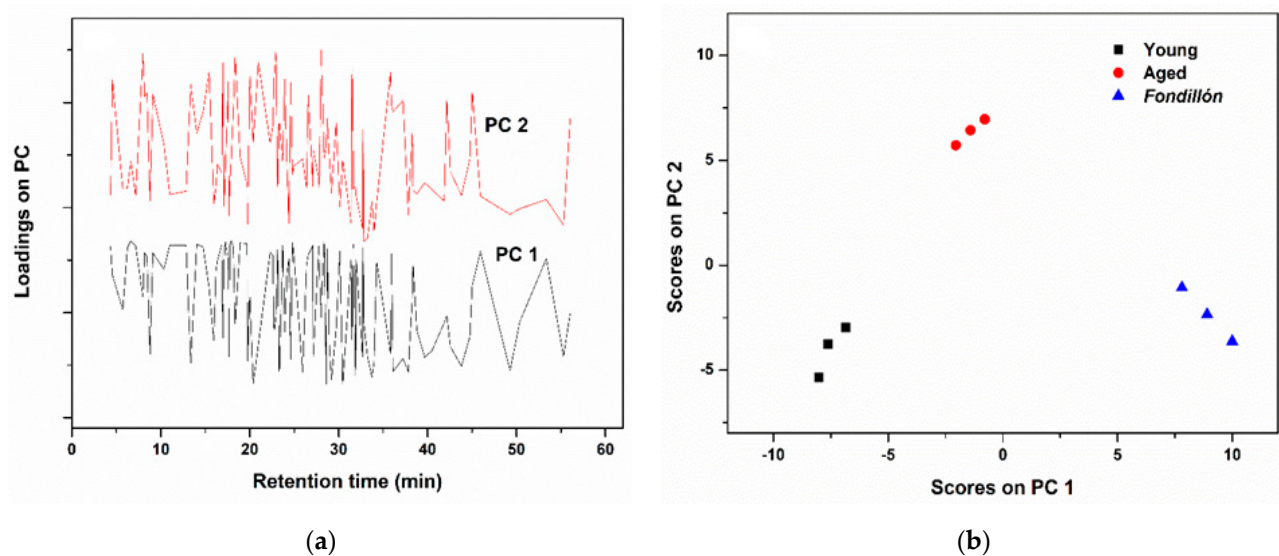 Loadings on PC
PC 2
PC 1
0 10 20 30 40 50 60
Retention time (min)
(a)
Scores on PC 2
10
5
0
-5
Young
Aged
Fondillón
-10 -5 0 5 10
Scores on PC 1
(b)